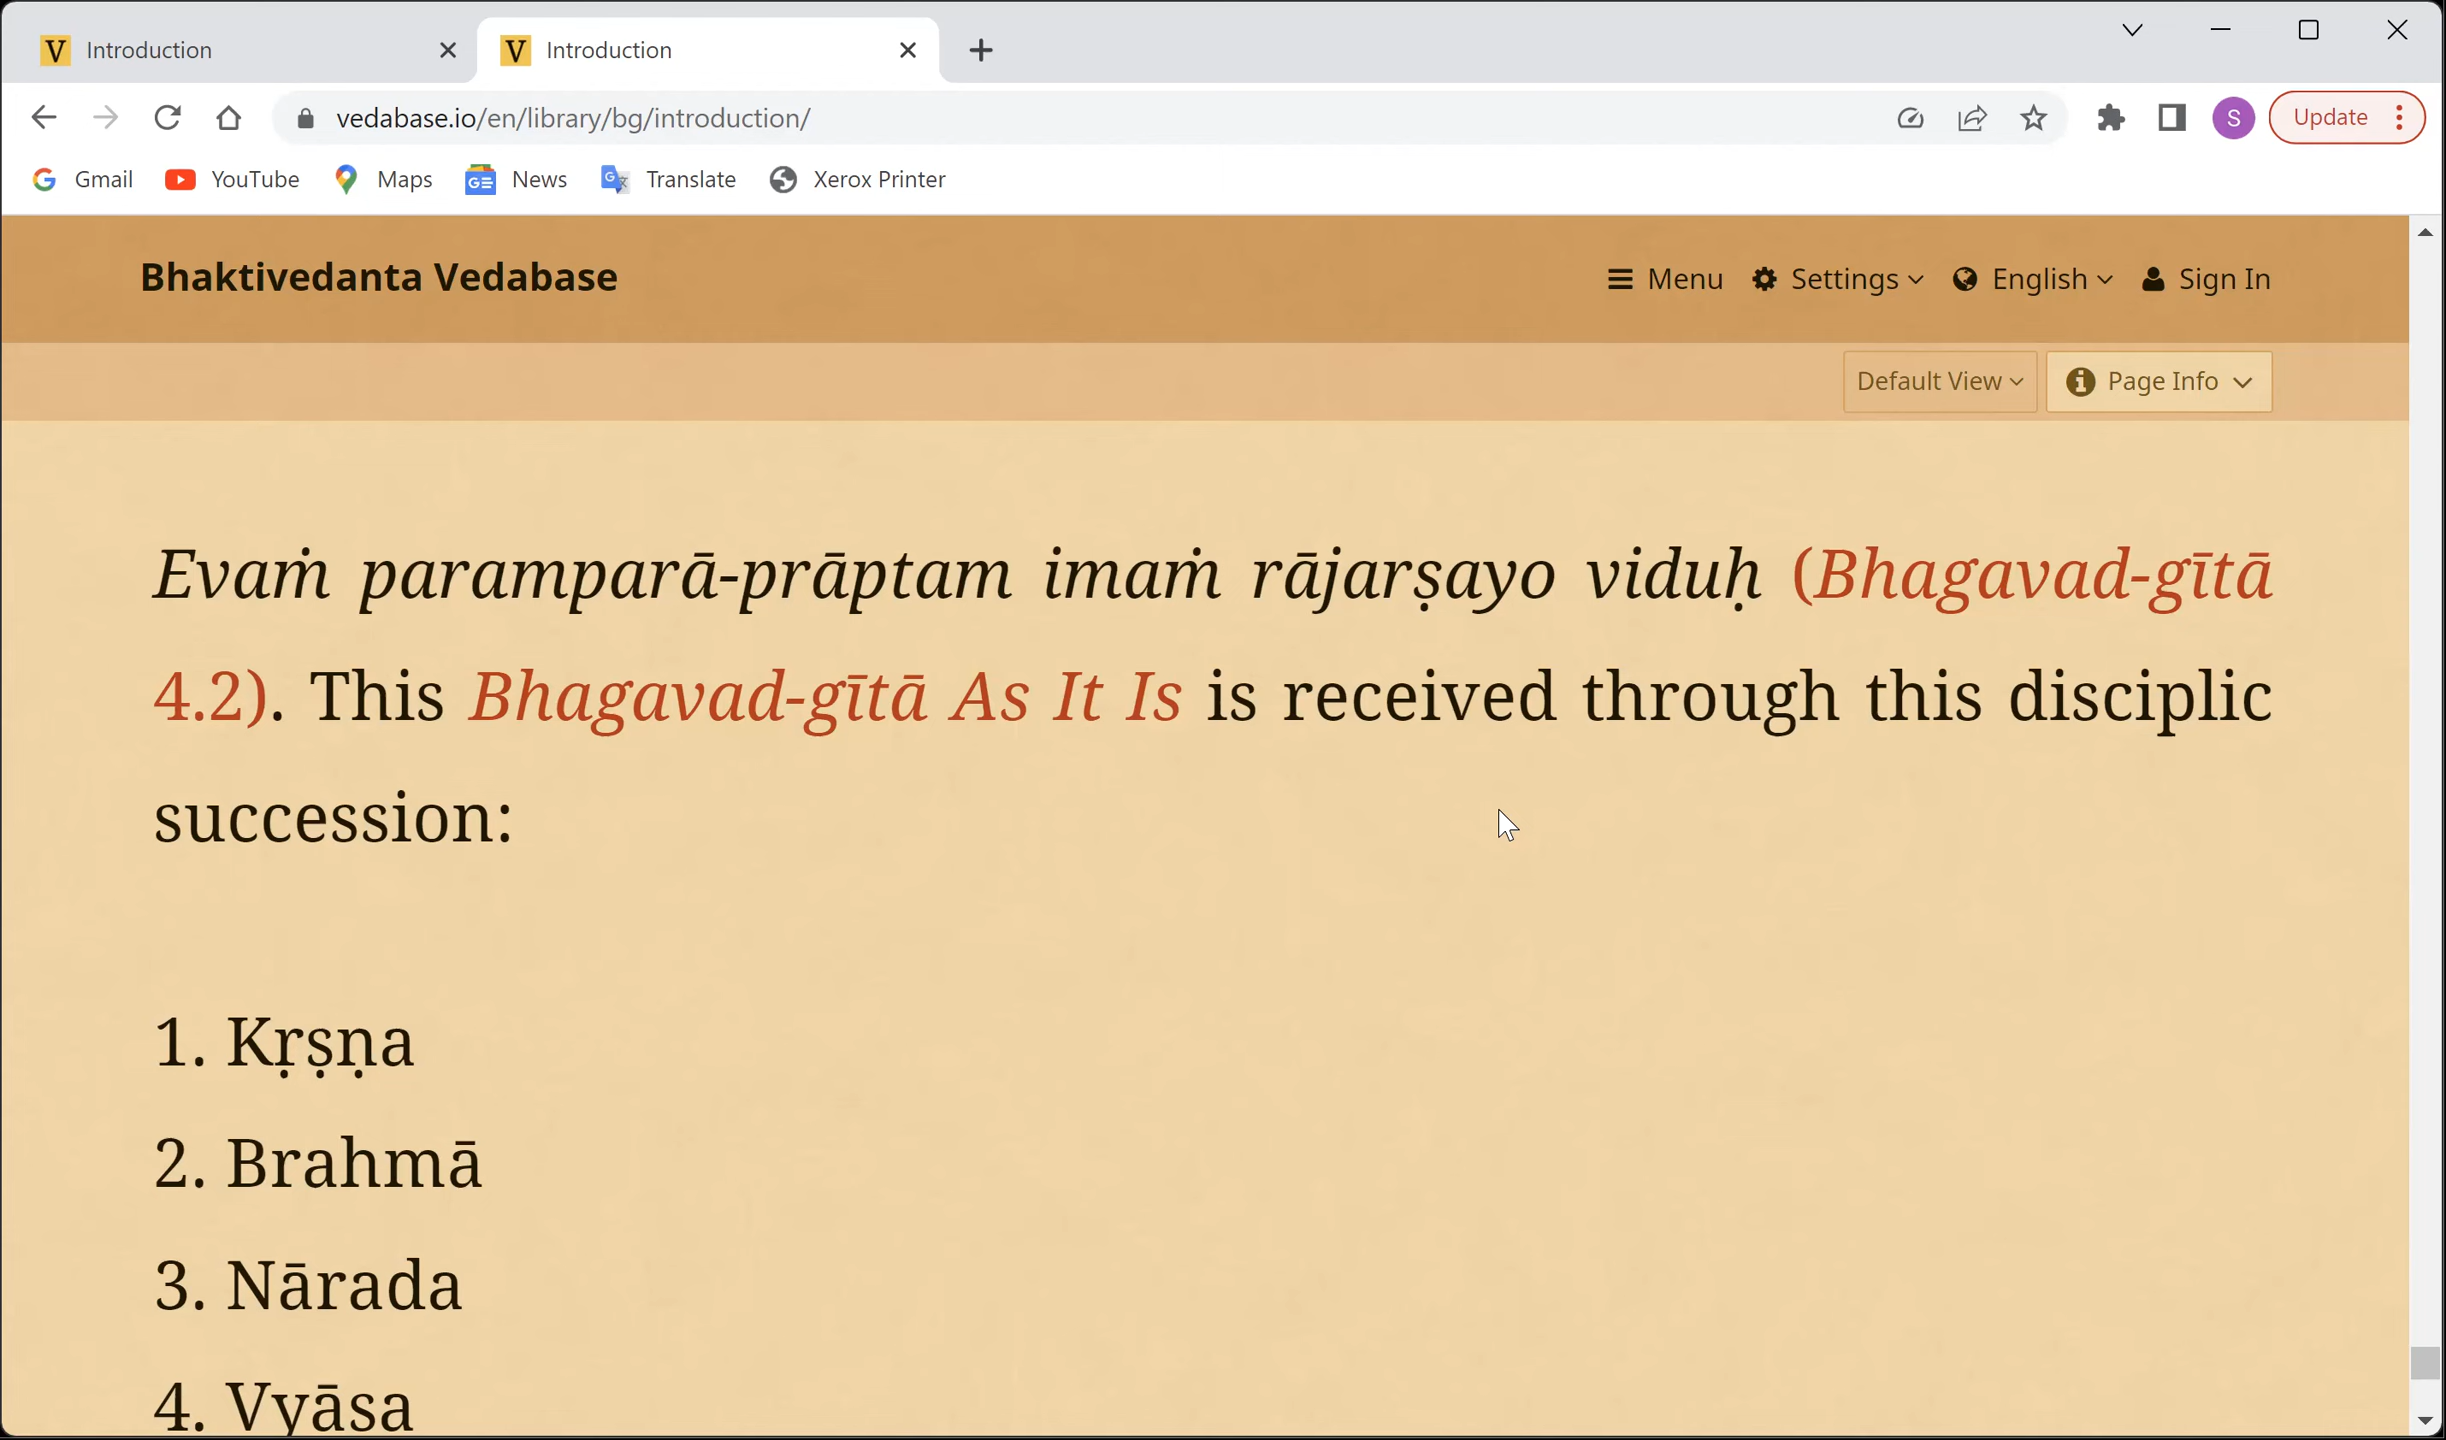 Introduction
Introduction
vedabase.io/en/library/bg/introduction/
S
Update
Gmail
YouTube
Maps
News
Translate
Xerox Printer
Bhaktivedanta Vedabase
Menu
Settings
English
Sign In
Default View
Page Info
Evaṁ paramparā-prāptam imaṁ rājarṣayo viduḥ (Bhagavad-gītā
4.2). This Bhagavad-gītā As It Is is received through this disciplic
succession:
1. Kṛṣṇa
2. Brahmā
3. Nārada
4. Vyāsa